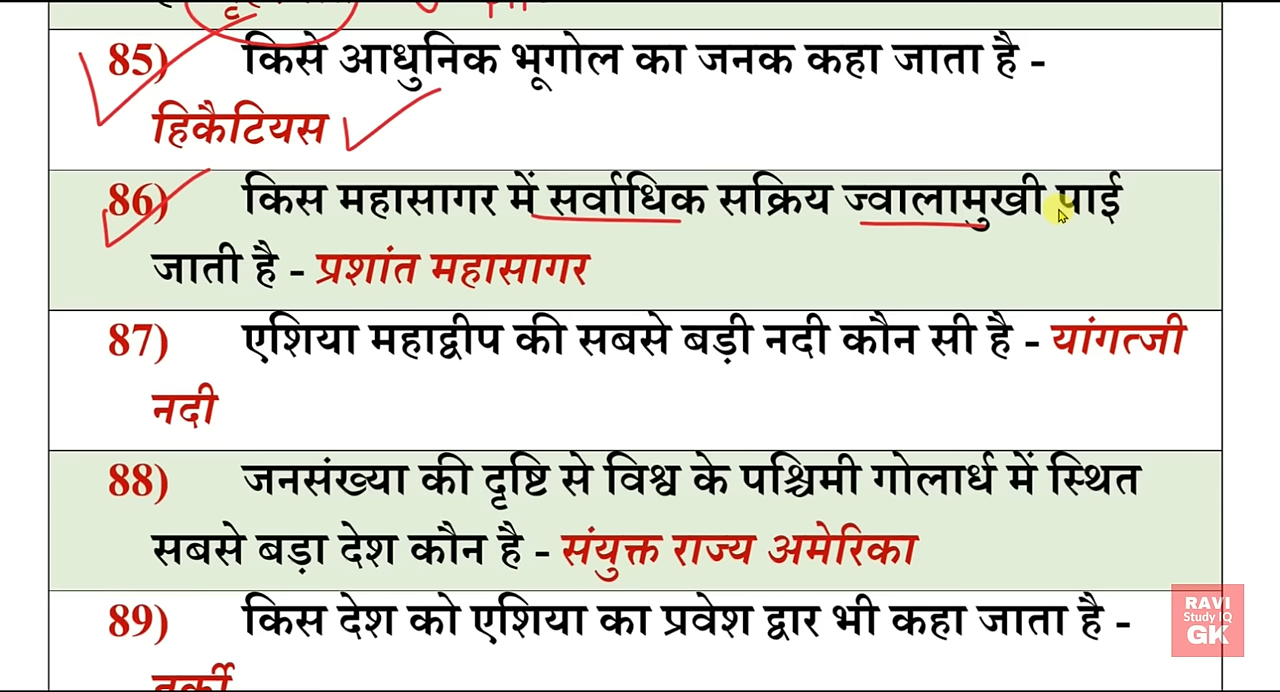 85) किसे आधुनिक भूगोल का जनक कहा जाता है -
हिकैटियस
86) किस महासागर में सर्वाधिक सक्रिय ज्वालामुखी पाई
जाती है - प्रशांत महासागर
87) एशिया महाद्वीप की सबसे बड़ी नदी कौन सी है - यांगत्जी
नदी
88) जनसंख्या की दृष्टि से विश्व के पश्चिमी गोलार्ध में स्थित
सबसे बड़ा देश कौन है - संयुक्त राज्य अमेरिका
89) किस देश को एशिया का प्रवेश द्वार भी कहा जाता है -
टर्की
RAVI
Study IQ
GK